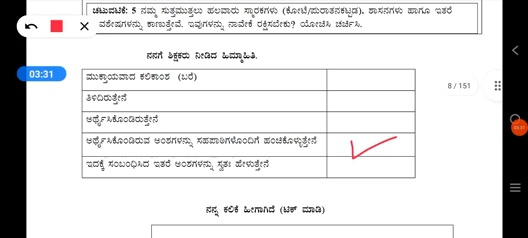 ಚಟುವಟಿಕೆ: 5 ನಮ್ಮ ಸುತ್ತಮುತ್ತಲು ಹಲವಾರು ಸ್ಮಾರಕಗಳು (ಕೋಟೆ/ಪುರಾತನಕಟ್ಟಡ), ಶಾಸನಗಳು ಹಾಗೂ ಇತರೆ
ವಶೇಷಗಳನ್ನು ಕಾಣುತ್ತೇವೆ. ಇವುಗಳನ್ನು ನಾವೇಕೆ ರಕ್ಷಿಸಬೇಕು? ಯೋಚಿಸಿ ಚರ್ಚಿಸಿ.
ನನಗೆ ಶಿಕ್ಷಕರು ನೀಡಿದ ಹಿಮ್ಮಾಹಿತಿ.
03:31
ಮುಕ್ತಾಯವಾದ ಕಲಿಕಾಂಶ (ಬರೆ)
8 / 151
ತಿಳಿದಿರುತ್ತೇನೆ
ಅರ್ಥೈಸಿಕೊಂಡಿರುತ್ತೇನೆ
ಅರ್ಥೈಸಿಕೊಂಡಿರುವ ಅಂಶಗಳನ್ನು ಸಹಪಾಠಿಗಳೊಂದಿಗೆ ಹಂಚಿಕೊಳ್ಳುತ್ತೇನೆ
ಇದಕ್ಕೆ ಸಂಬಂಧಿಸಿದ ಇತರೆ ಅಂಶಗಳನ್ನು ಸ್ವತಃ ಹೇಳುತ್ತೇನೆ
ನನ್ನ ಕಲಿಕೆ ಹೀಗಾಗಿದೆ (ಟಿಕ್ ಮಾಡಿ)